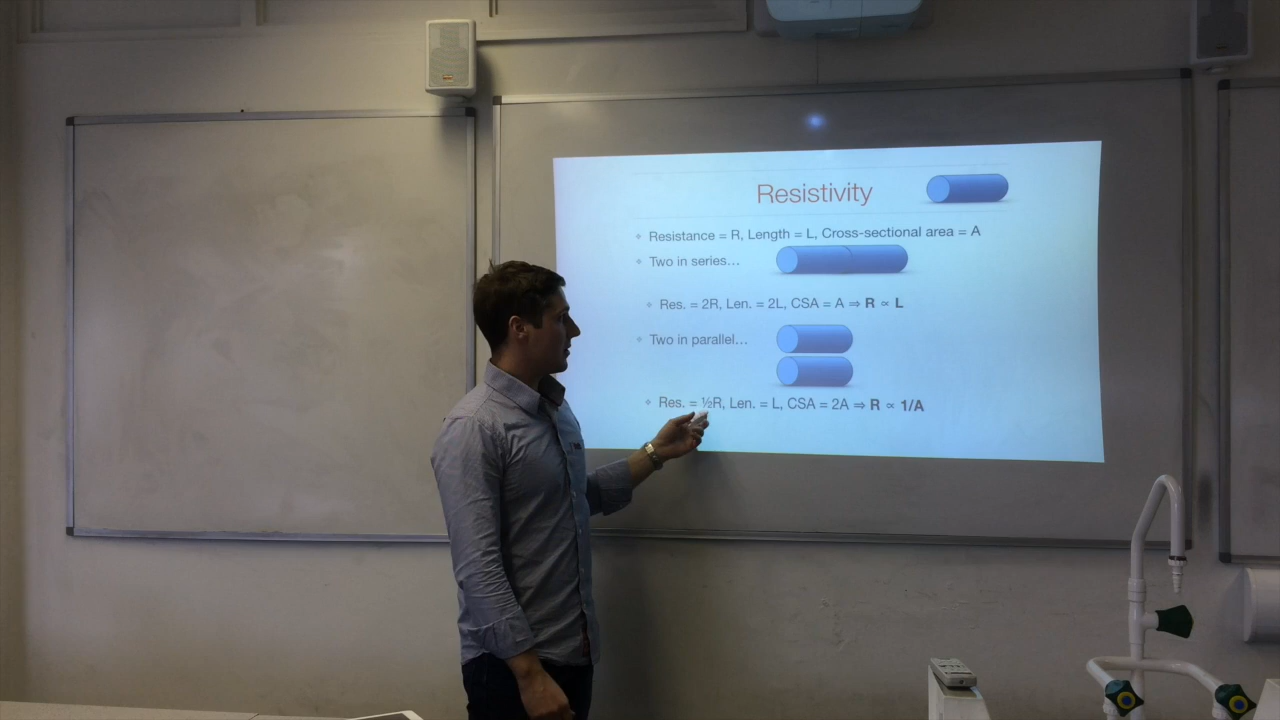 Resistivity
Resistance = R, Length = L, Cross-sectional area = A
Two in series…
Res. = 2R, Len. = 2L, CSA = A ⇒ R ∝ L
Two in parallel…
Res. = ½R, Len. = L, CSA = 2A ⇒ R ∝ 1/A